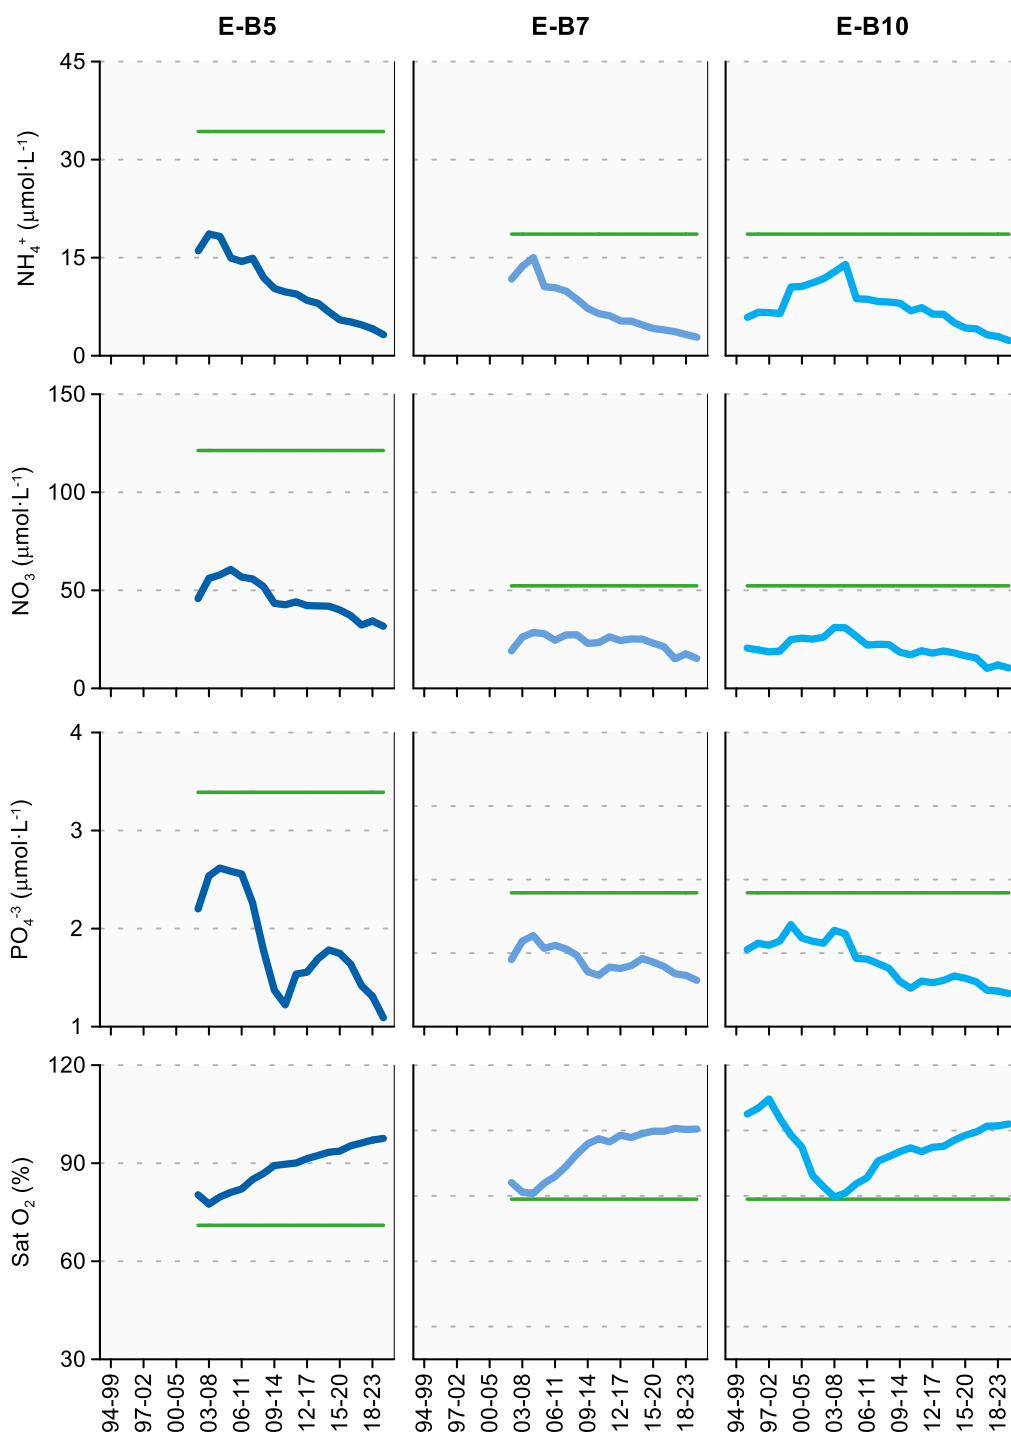 E-B5 E-B7 E-B10
NH₄⁺ (µmol·L⁻¹)
45
30
15
0
NO₃ (µmol·L⁻¹)
150
100
50
0
PO₄⁻³ (µmol·L⁻¹)
4
3
2
1
Sat O₂ (%)
120
90
60
30
94-99 97-02 00-05 03-08 06-11 09-14 12-17 15-20 18-23 94-99 97-02 00-05 03-08 06-11 09-14 12-17 15-20 18-23 94-99 97-02 00-05 03-08 06-11 09-14 12-17 15-20 18-23